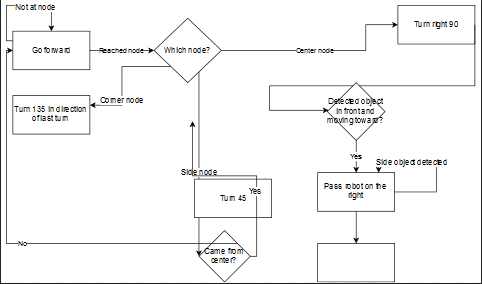 Not at node
Go forward
Reached node
Which node?
Center node
Turn right 90
Corner node
Turn 135 in direction
of last turn
Detected object
in front and
moving toward?
Yes
Side object detected
Side node
Pass robot on the
right
Turn 45
Yes
No
Came from
center?